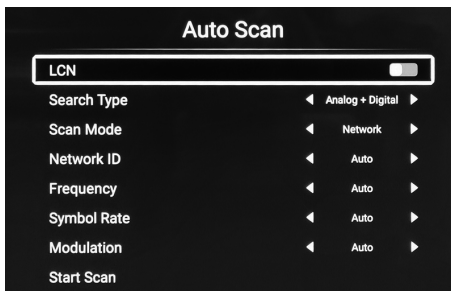 Auto Scan
LCN
Search Type Analog + Digital
Scan Mode Network
Network ID Auto
Frequency Auto
Symbol Rate Auto
Modulation Auto
Start Scan